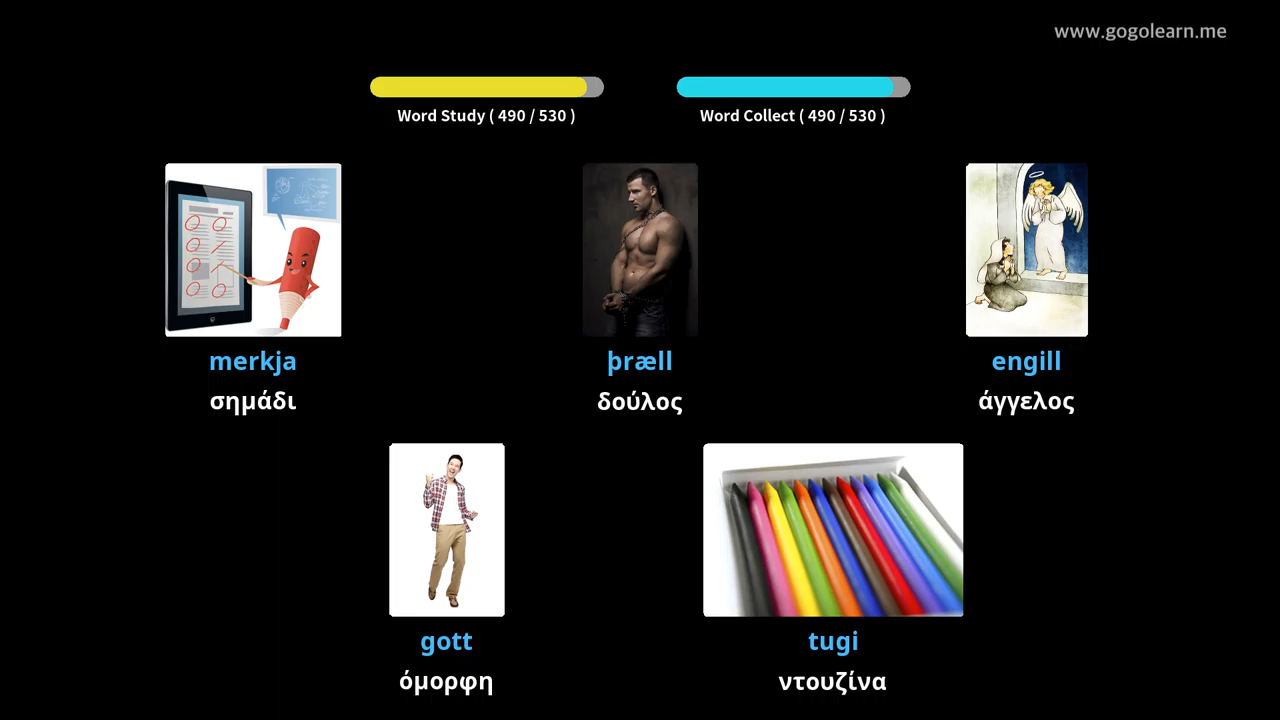 www.gogolearn.me
Word Study ( 490 / 530 )
Word Collect ( 490 / 530 )
merkja
þræll
engill
σημάδι
δούλος
άγγελος
gott
tugi
όμορφη
ντουζίνα